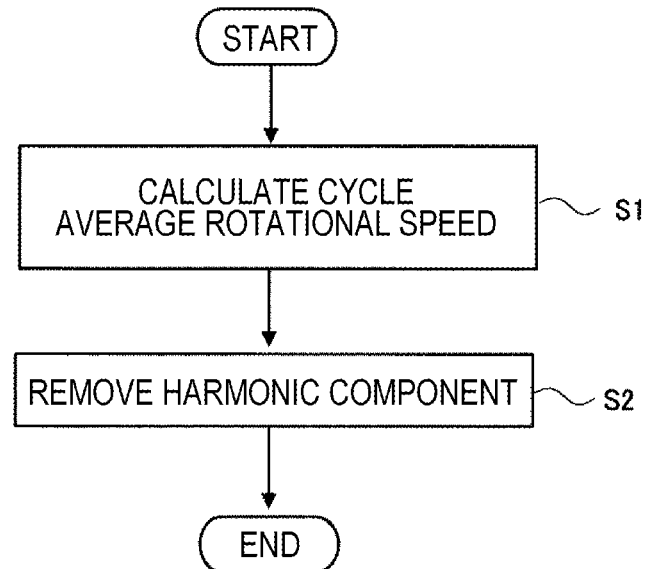 START
CALCULATE CYCLE
AVERAGE ROTATIONAL SPEED
S1
REMOVE HARMONIC COMPONENT
S2
END